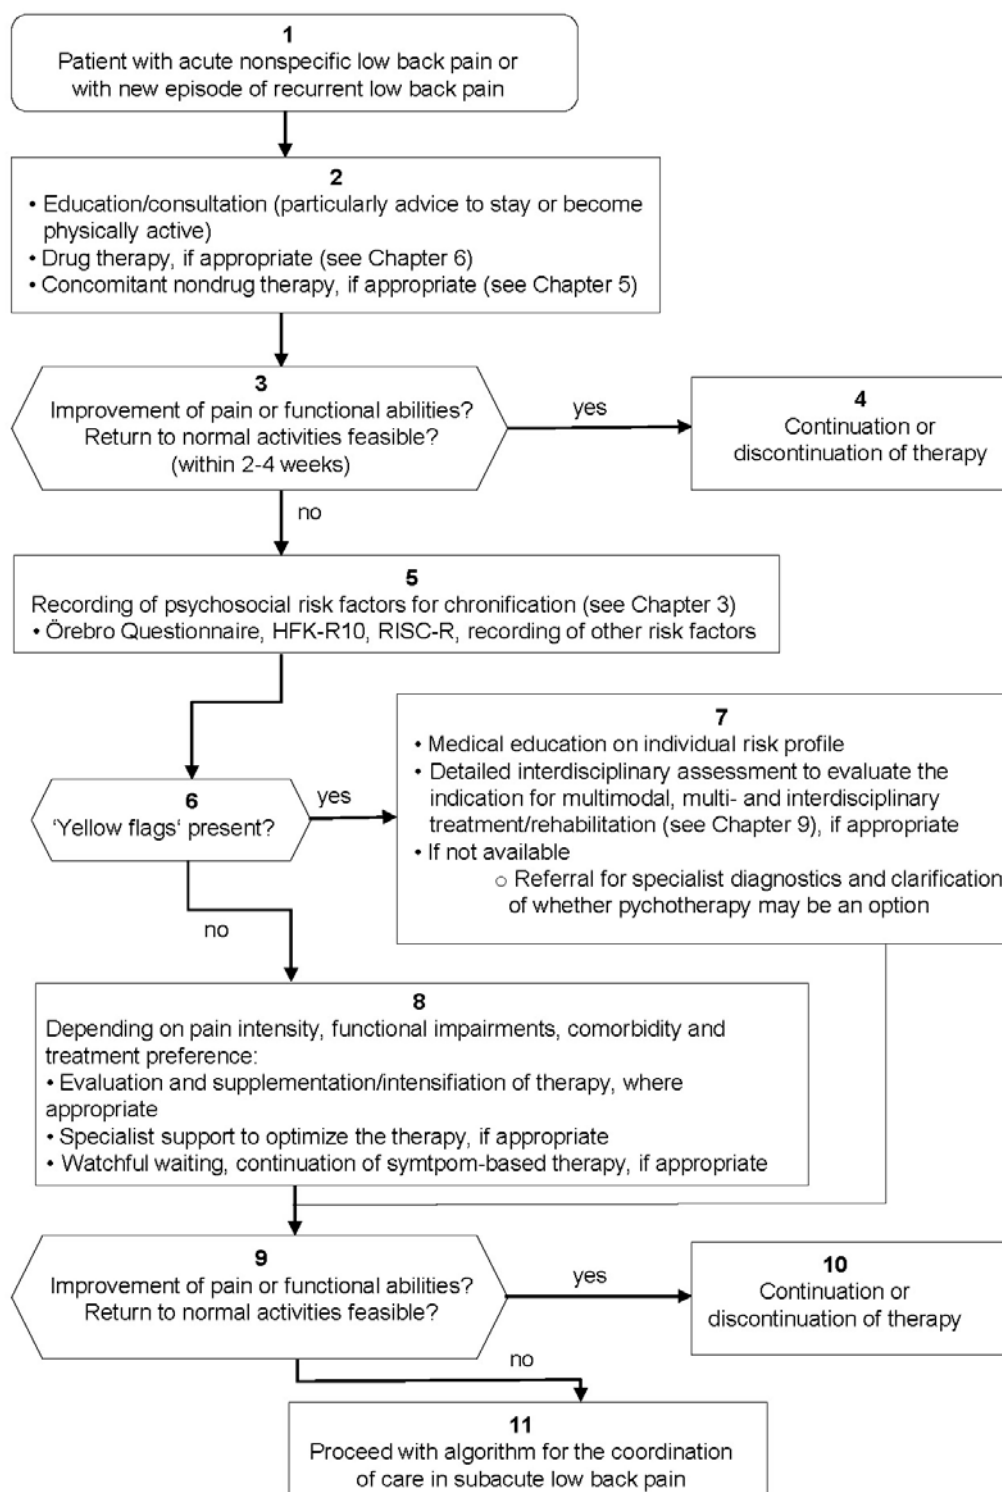 1
Patient with acute nonspecific low back pain or
with new episode of recurrent low back pain
2
• Education/consultation (particularly advice to stay or become
physically active)
• Drug therapy, if appropriate (see Chapter 6)
• Concomitant nondrug therapy, if appropriate (see Chapter 5)
3
Improvement of pain or functional abilities?
Return to normal activities feasible?
(within 2-4 weeks)
yes
4
Continuation or
discontinuation of therapy
no
5
Recording of psychosocial risk factors for chronification (see Chapter 3)
• Örebro Questionnaire, HFK-R10, RISC-R, recording of other risk factors
6
'Yellow flags' present?
yes
7
• Medical education on individual risk profile
• Detailed interdisciplinary assessment to evaluate the
indication for multimodal, multi- and interdisciplinary
treatment/rehabilitation (see Chapter 9), if appropriate
• If not available
○ Referral for specialist diagnostics and clarification
of whether pychotherapy may be an option
no
8
Depending on pain intensity, functional impairments, comorbidity and
treatment preference:
• Evaluation and supplementation/intensifiation of therapy, where
appropriate
• Specialist support to optimize the therapy, if appropriate
• Watchful waiting, continuation of symtpom-based therapy, if appropriate
9
Improvement of pain or functional abilities?
Return to normal activities feasible?
yes
10
Continuation or
discontinuation of therapy
no
11
Proceed with algorithm for the coordination
of care in subacute low back pain